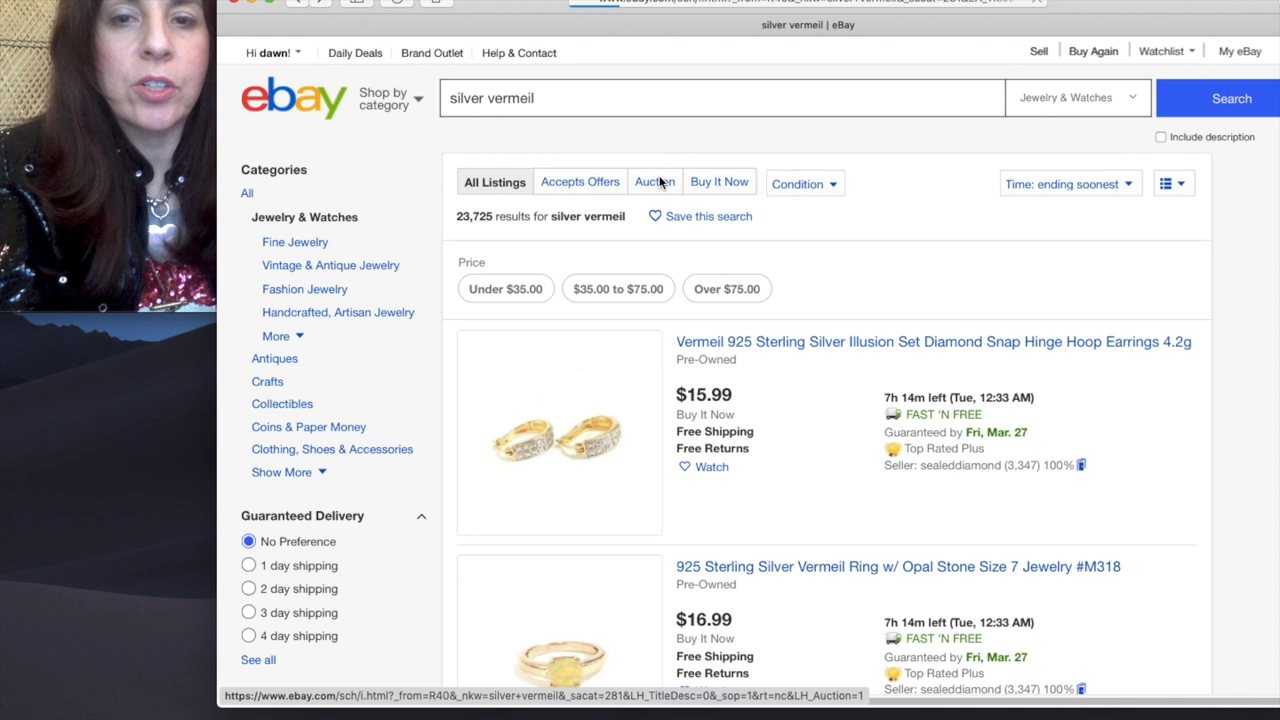 silver vermeil | eBay
Hi dawn! Daily Deals Brand Outlet Help & Contact Sell Buy Again Watchlist My eBay
ebay Shop by category silver vermeil Jewelry & Watches Search
Include description
Categories
All
Jewelry & Watches
Fine Jewelry
Vintage & Antique Jewelry
Fashion Jewelry
Handcrafted, Artisan Jewelry
More
Antiques
Crafts
Collectibles
Coins & Paper Money
Clothing, Shoes & Accessories
Show More
Guaranteed Delivery
No Preference
1 day shipping
2 day shipping
3 day shipping
4 day shipping
See all
All Listings Accepts Offers Auction Buy It Now Condition Time: ending soonest
23,725 results for silver vermeil Save this search
Price
Under $35.00 $35.00 to $75.00 Over $75.00
Vermeil 925 Sterling Silver Illusion Set Diamond Snap Hinge Hoop Earrings 4.2g
Pre-Owned
$15.99
Buy It Now
Free Shipping
Free Returns
Watch
7h 14m left (Tue, 12:33 AM)
FAST 'N FREE
Guaranteed by Fri, Mar. 27
Top Rated Plus
Seller: sealeddiamond (3,347) 100%
925 Sterling Silver Vermeil Ring w/ Opal Stone Size 7 Jewelry #M318
Pre-Owned
$16.99
Buy It Now
Free Shipping
Free Returns
7h 14m left (Tue, 12:33 AM)
FAST 'N FREE
Guaranteed by Fri, Mar. 27
Top Rated Plus
Seller: sealeddiamond (3,347) 100%
https://www.ebay.com/sch/i.html?_from=R40&_nkw=silver+vermeil&_sacat=281&LH_TitleDesc=0&_sop=1&rt=nc&LH_Auction=1